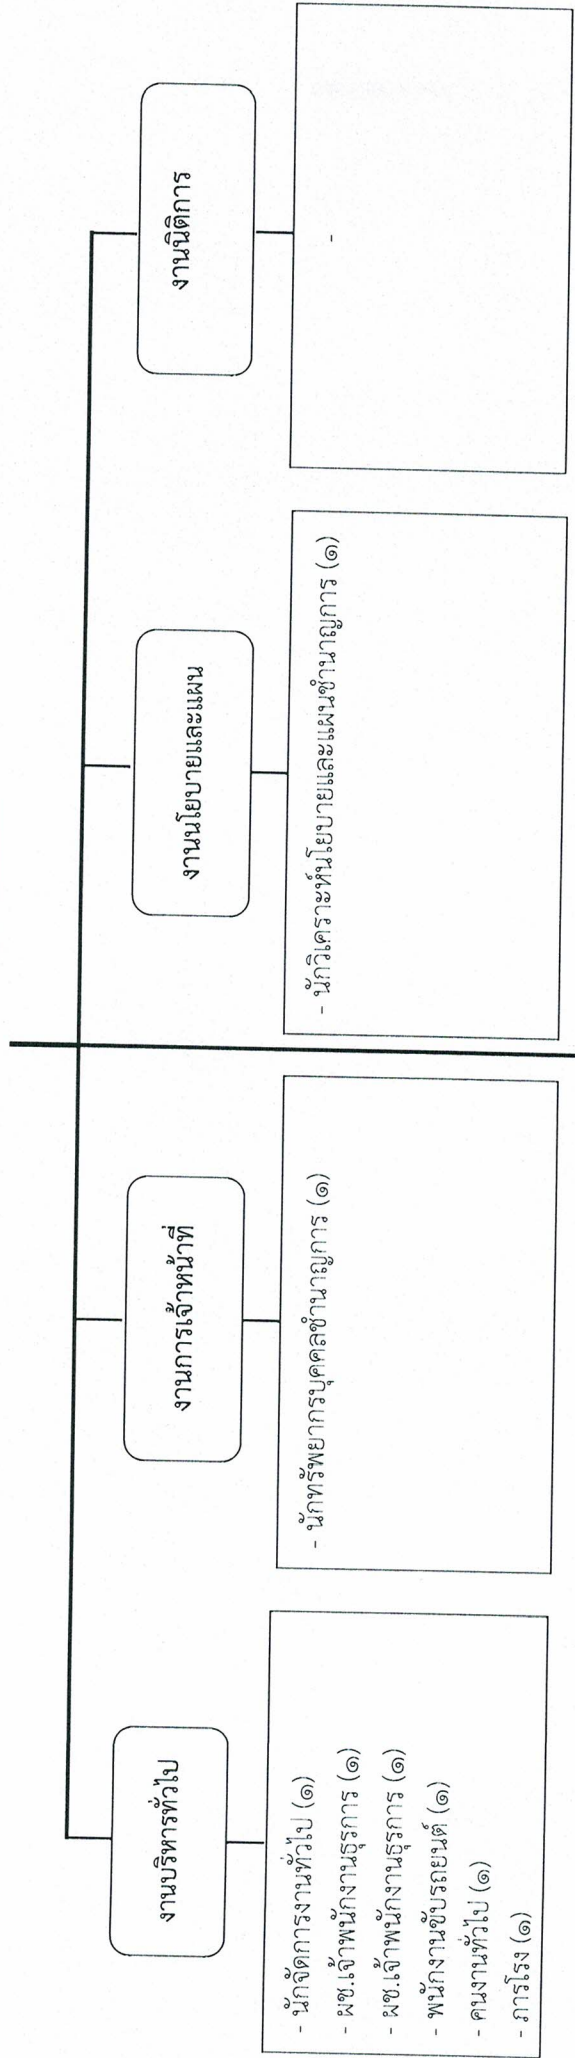 งานบริหารทั่วไป
- นักจัดการงานทั่วไป (๑)
- ผช.เจ้าพนักงานธุรการ (๑)
- ผช.เจ้าพนักงานธุรการ (๑)
- พนักงานขับรถยนต์ (๑)
- คนงานทั่วไป (๑)
- ภารโรง (๑)
งานการเจ้าหน้าที่
- นักทรัพยากรบุคคลชำนาญการ (๑)
งานนโยบายและแผน
- นักวิเคราะห์นโยบายและแผนชำนาญการ (๑)
งานนิติการ
-